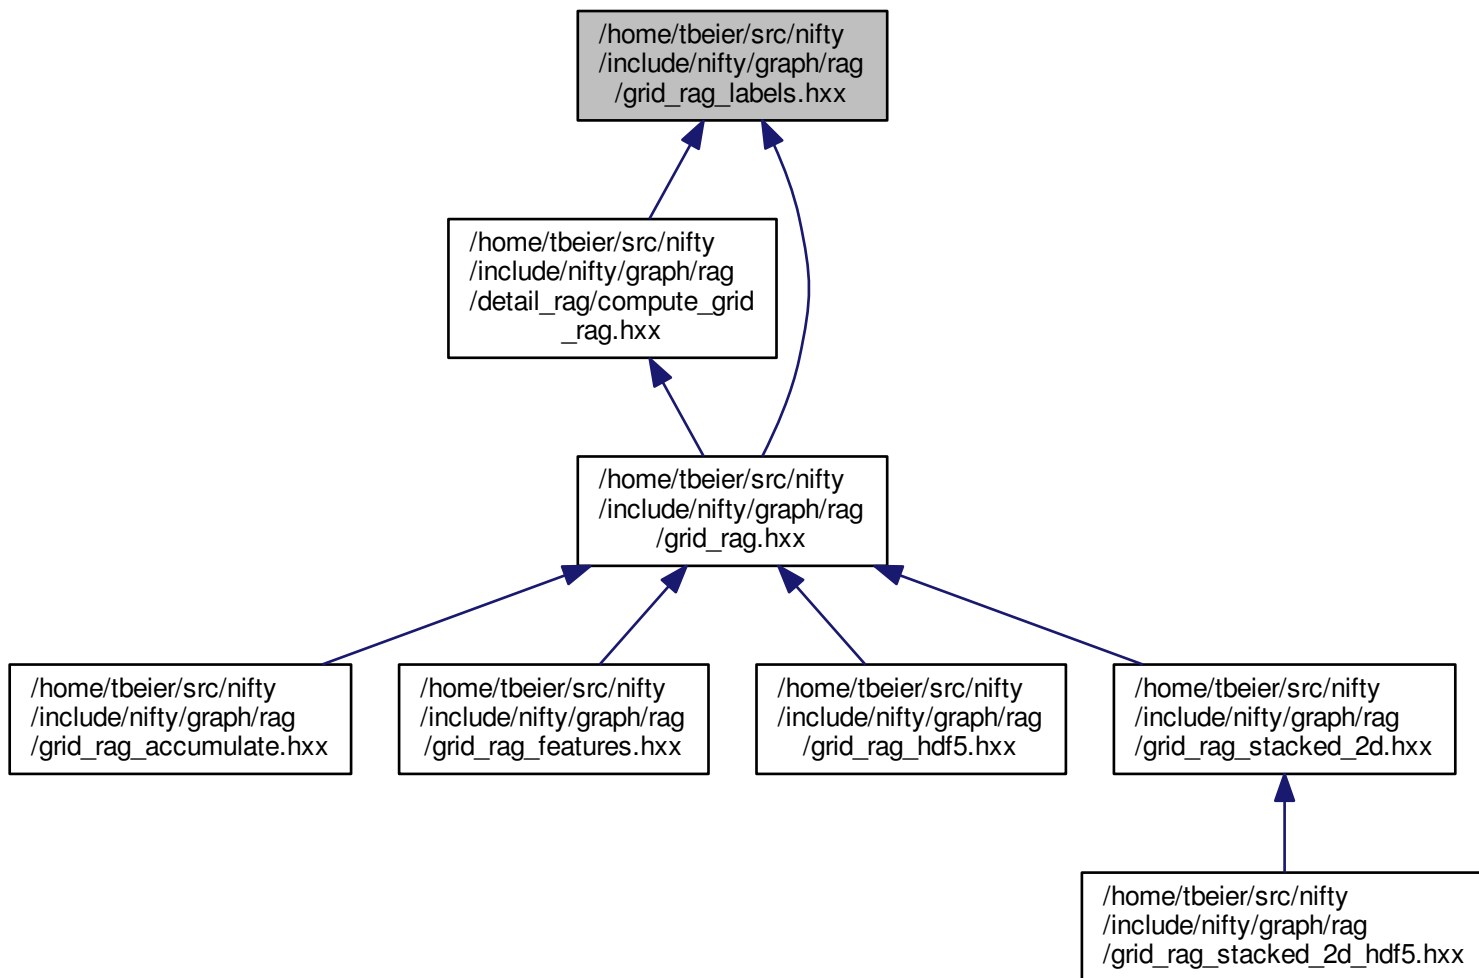 /home/tbeier/src/nifty
/include/nifty/graph/rag
/grid_rag_labels.hxx
/home/tbeier/src/nifty
/include/nifty/graph/rag
/detail_rag/compute_grid
_rag.hxx
/home/tbeier/src/nifty
/include/nifty/graph/rag
/grid_rag.hxx
/home/tbeier/src/nifty
/include/nifty/graph/rag
/grid_rag_accumulate.hxx
/home/tbeier/src/nifty
/include/nifty/graph/rag
/grid_rag_features.hxx
/home/tbeier/src/nifty
/include/nifty/graph/rag
/grid_rag_hdf5.hxx
/home/tbeier/src/nifty
/include/nifty/graph/rag
/grid_rag_stacked_2d.hxx
/home/tbeier/src/nifty
/include/nifty/graph/rag
/grid_rag_stacked_2d_hdf5.hxx